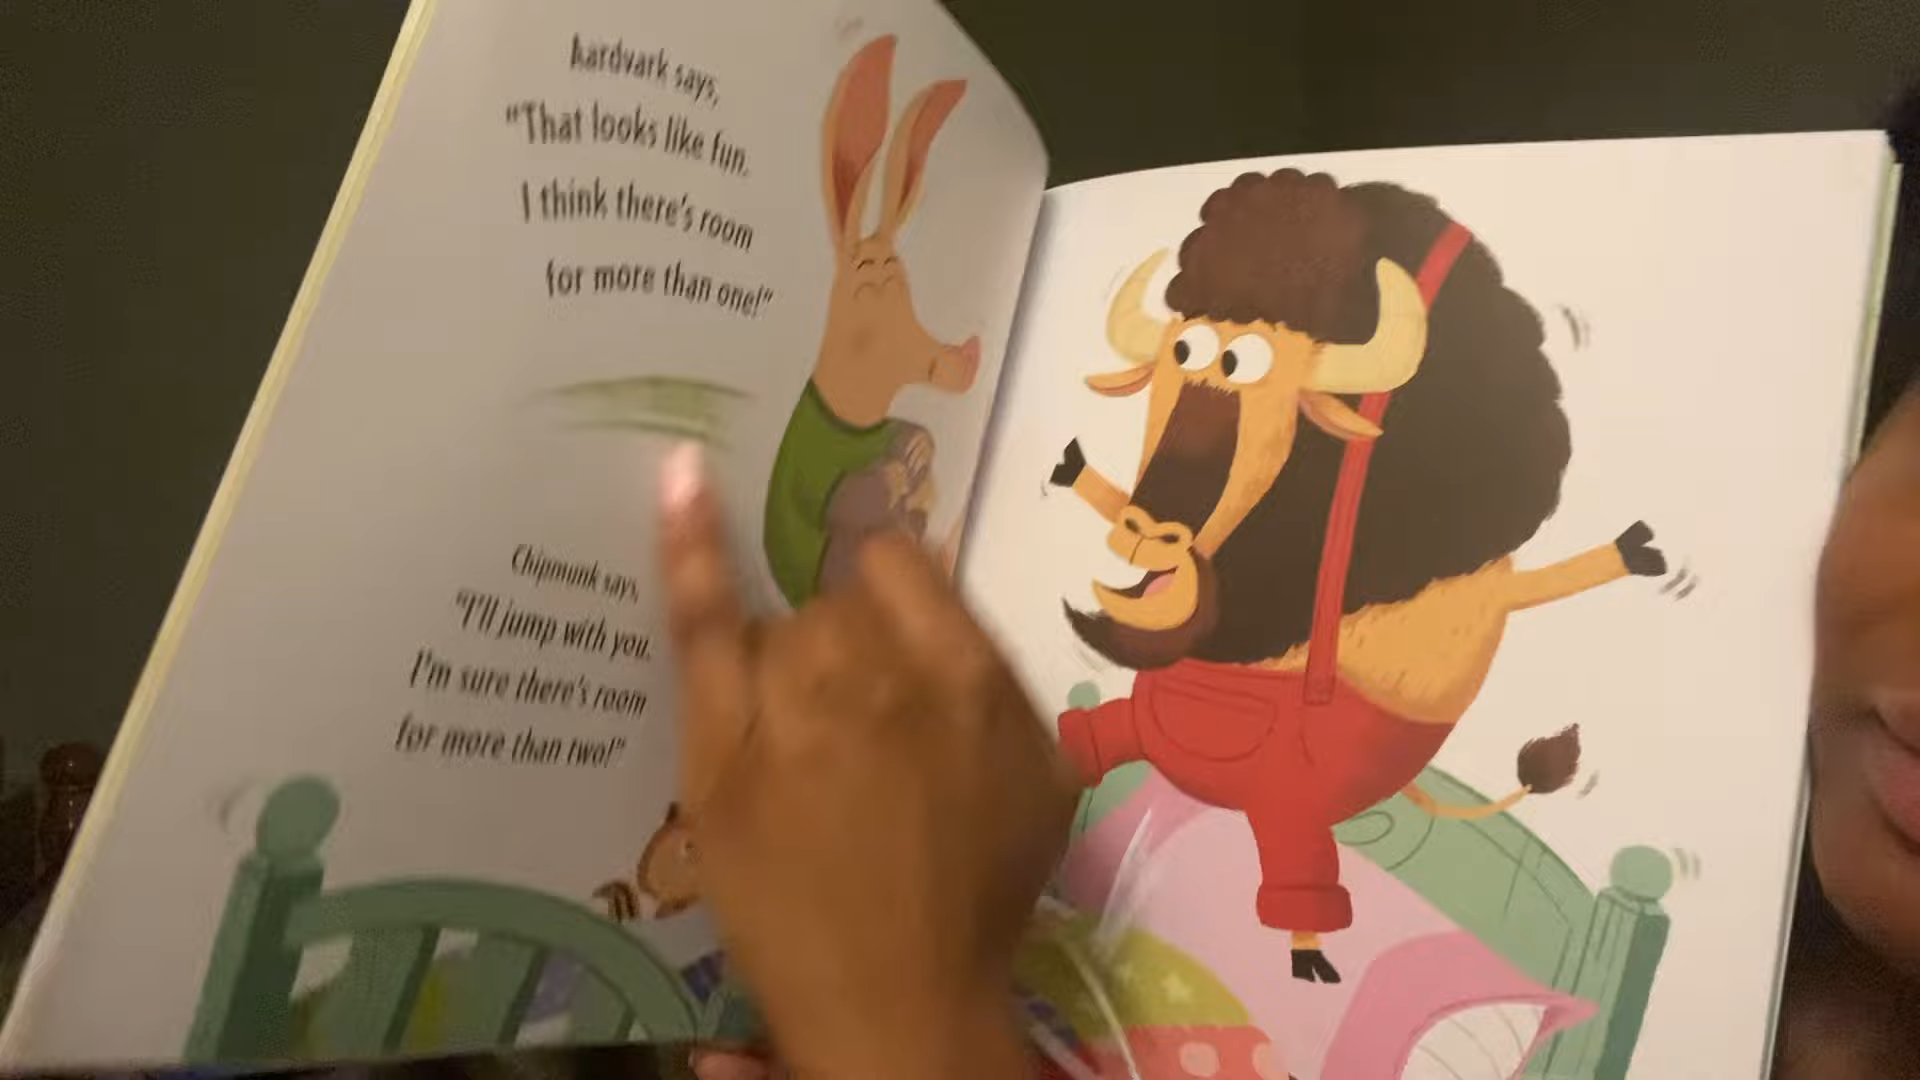 Aardvark says,
"That looks like fun.
I think there's room
for more than one!"
Chipmunk says,
"I'll jump with you.
I'm sure there's room
for more than two!"